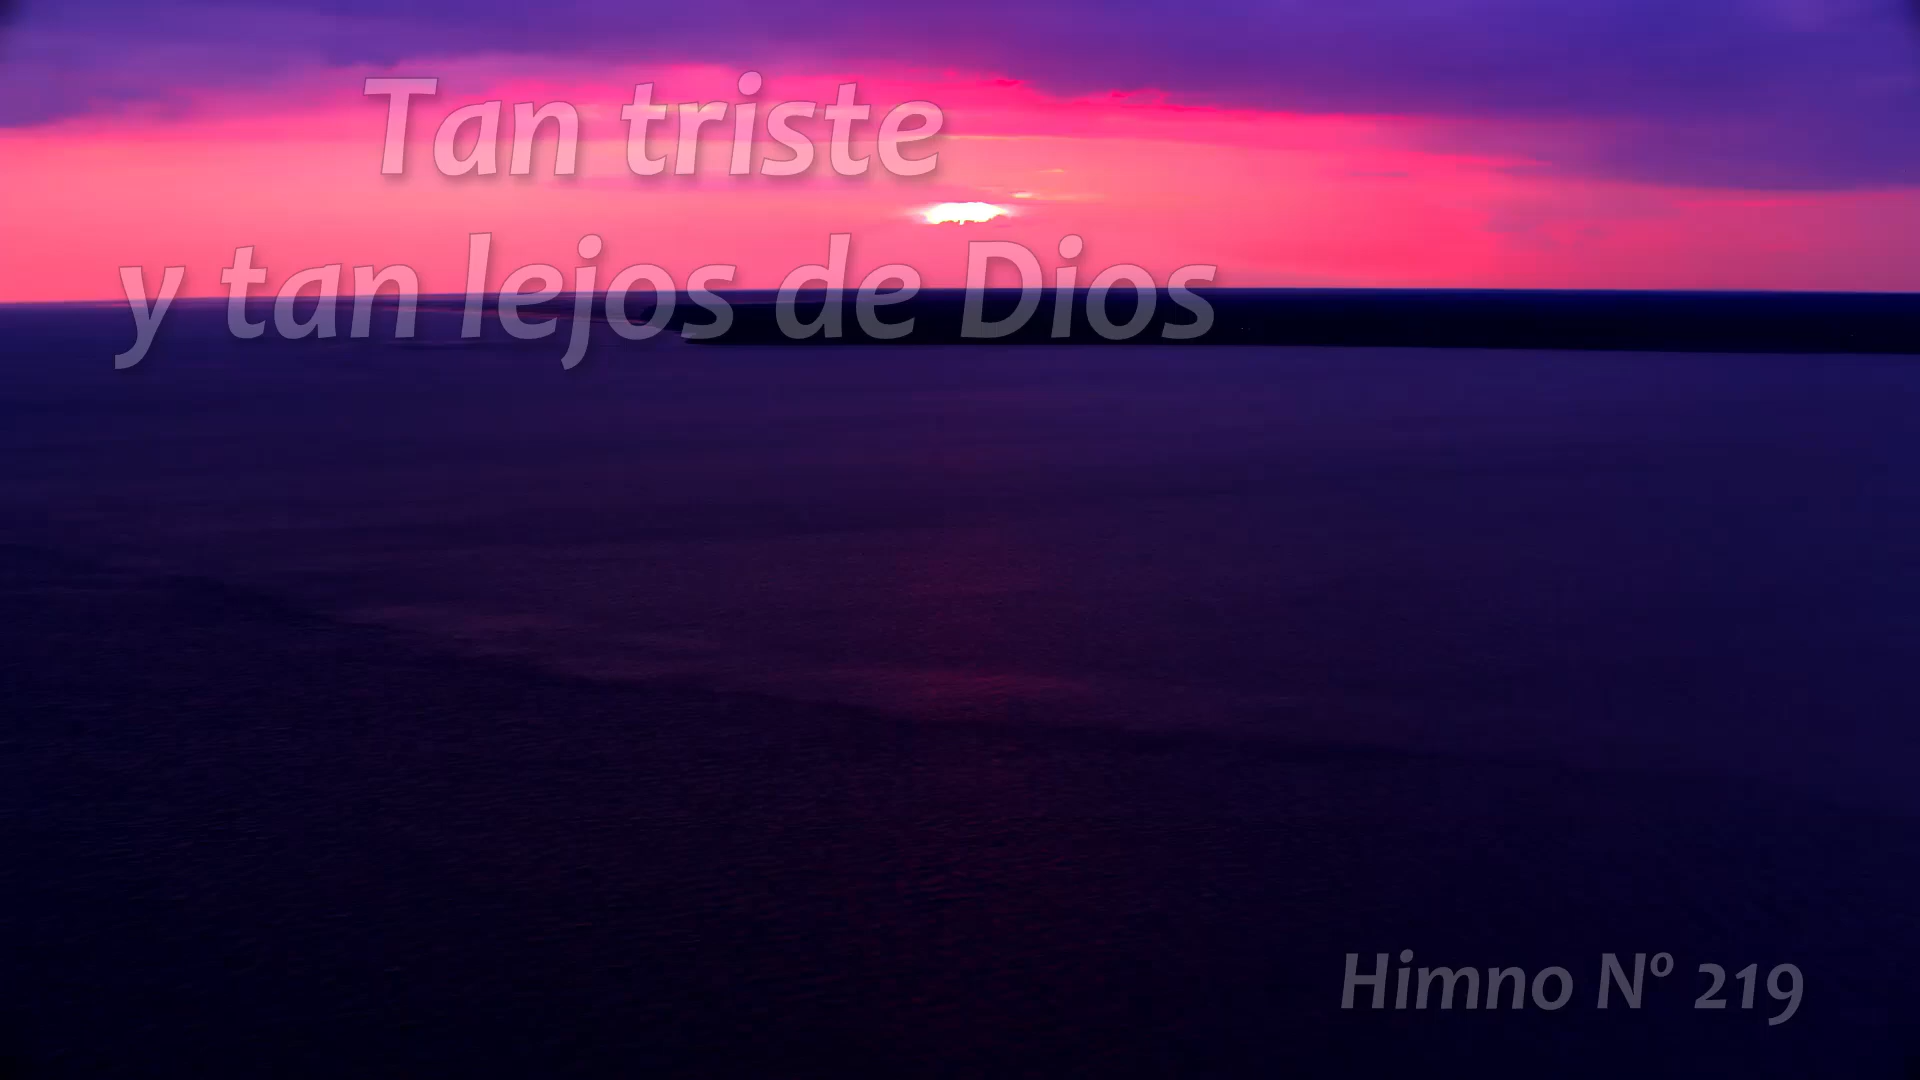 Tan triste
y tan lejos de Dios
Himno Nº 219